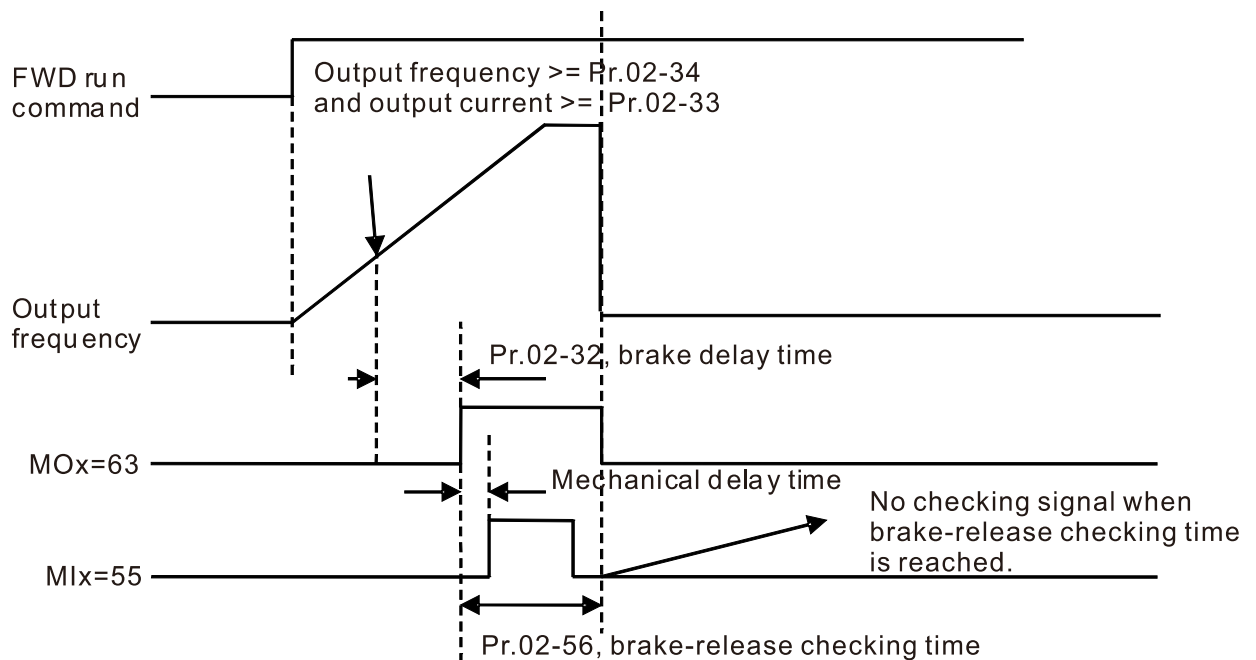 FWD run
command
Output frequency >= Pr.02-34
and output current >= Pr.02-33
Output
frequency
Pr.02-32, brake delay time
MOx=63
Mechanical delay time
No checking signal when
brake-release checking time
is reached.
MIx=55
Pr.02-56, brake-release checking time